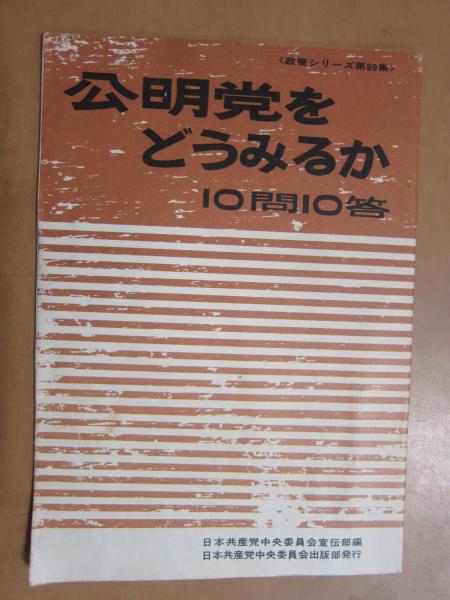 〈政策シリーズ第99集〉
公明党を
どうみるか
10問10答
日本共産党中央委員会宣伝部編
日本共産党中央委員会出版部発行